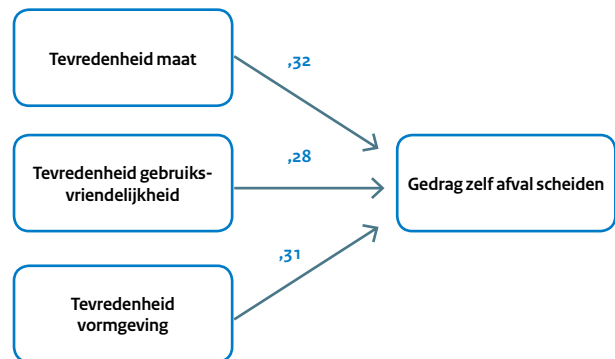 Tevredenheid maat
,32
Tevredenheid gebruiks-
vriendelijkheid
,28
Gedrag zelf afval scheiden
,31
Tevredenheid
vormgeving